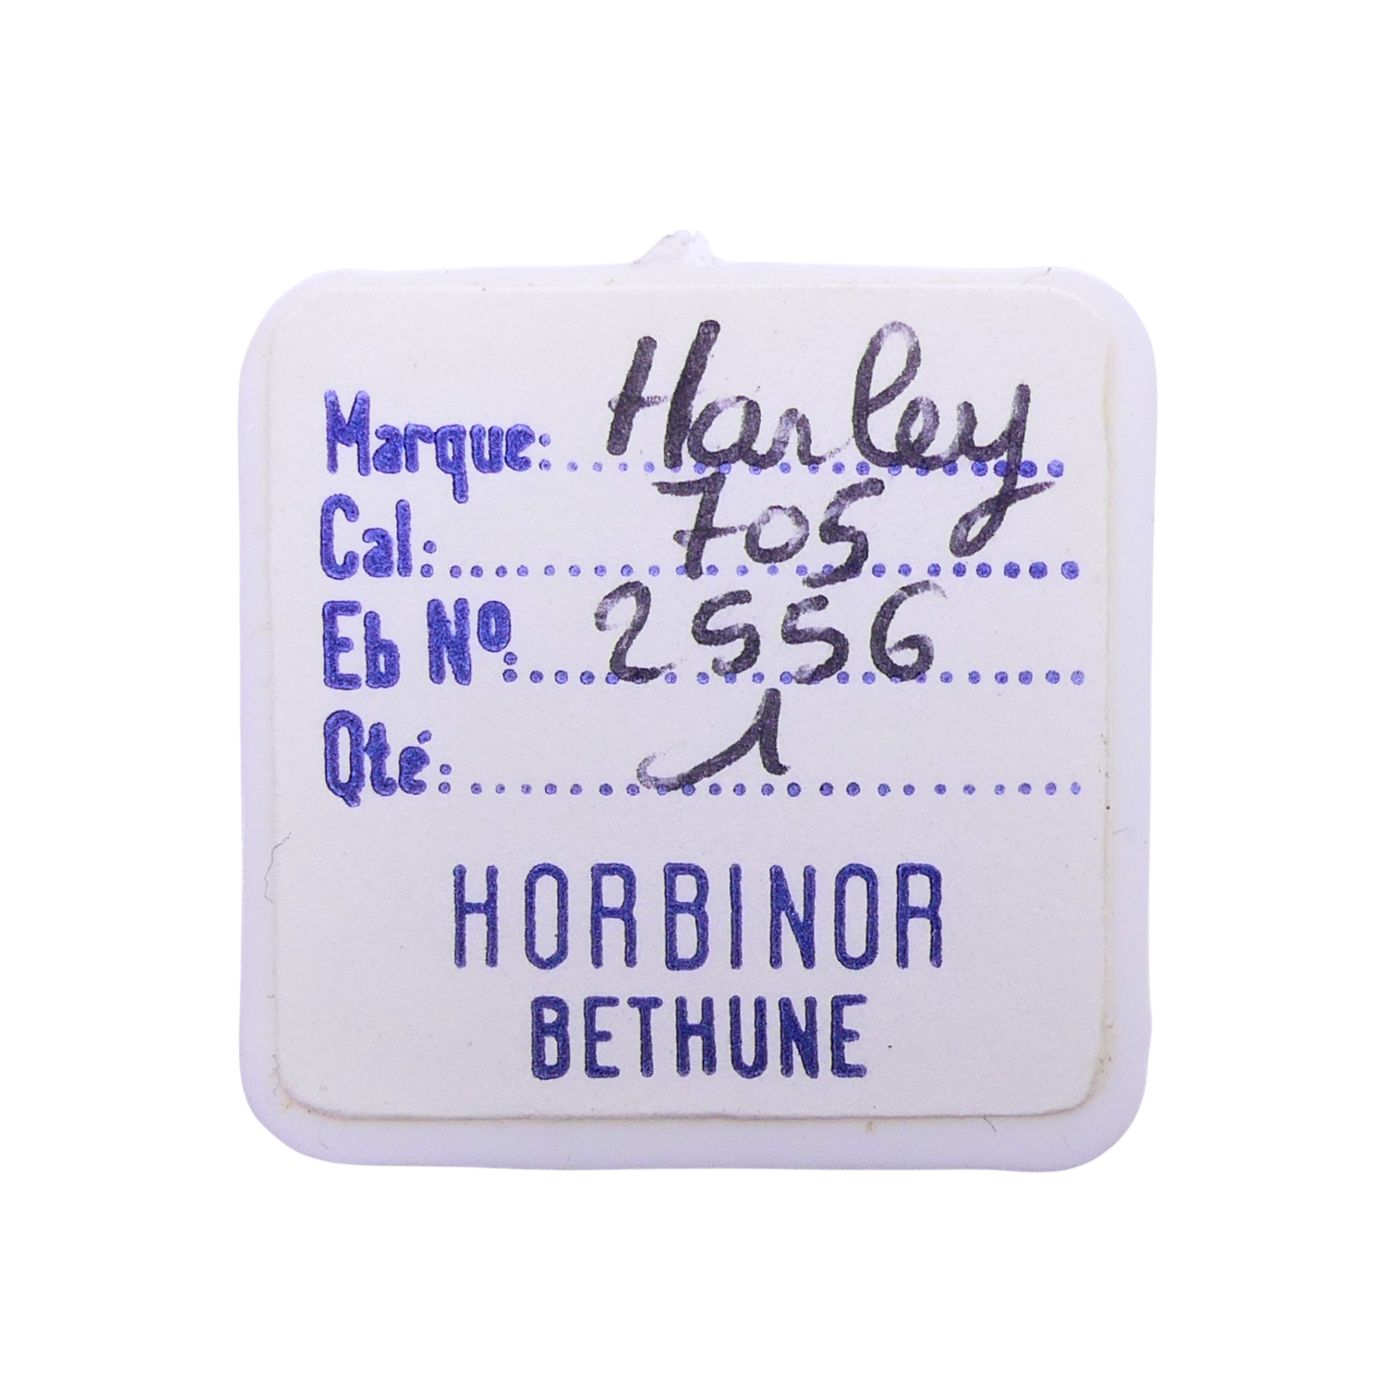 Marque: Harley
Cal: 705
Eb Nº: 2556
Qté: 1
HORBINOR
BETHUNE